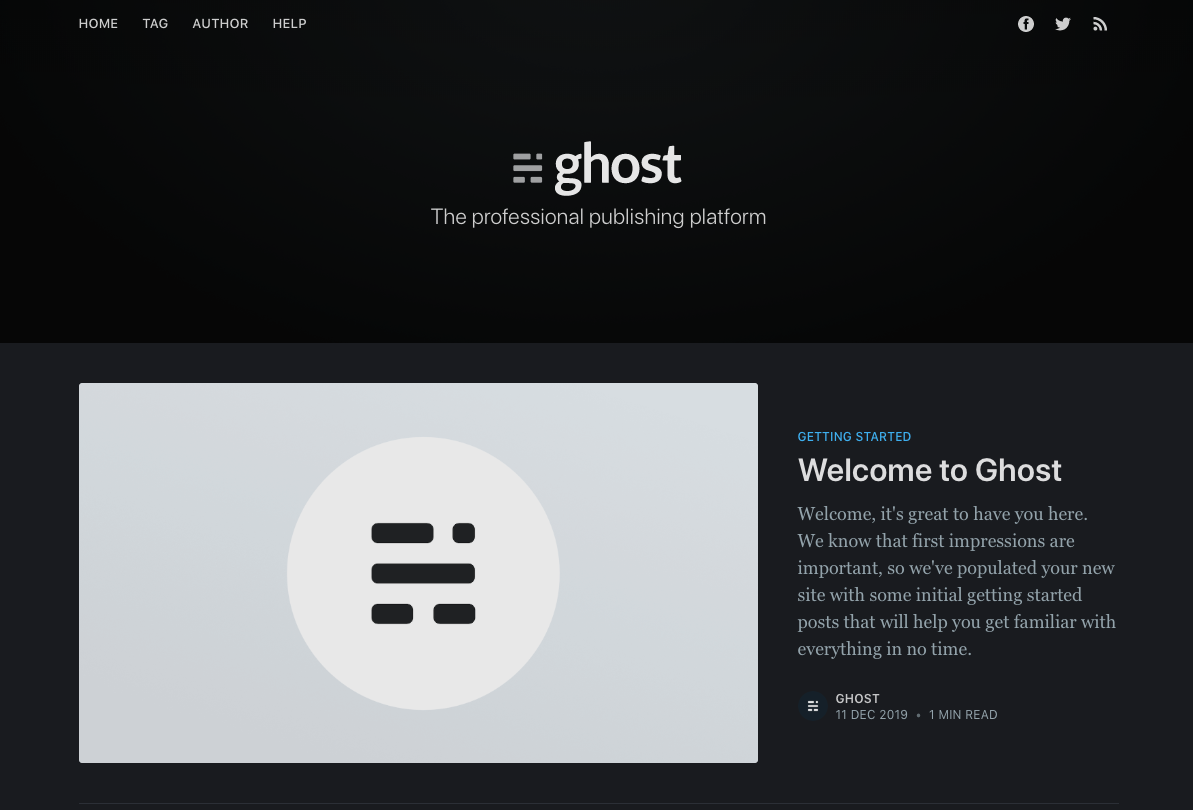 HOME TAG AUTHOR HELP
ghost
The professional publishing platform
GETTING STARTED
Welcome to Ghost
Welcome, it's great to have you here.
We know that first impressions are
important, so we've populated your new
site with some initial getting started
posts that will help you get familiar with
everything in no time.
GHOST
11 DEC 2019 • 1 MIN READ